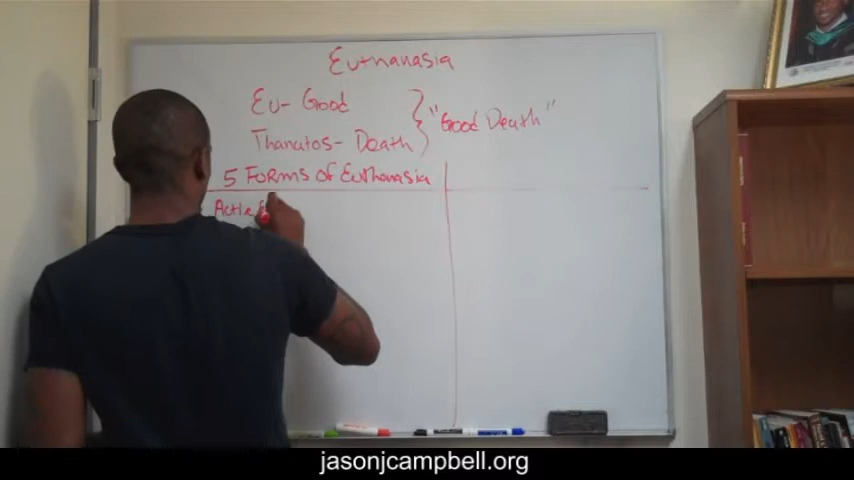 Euthanasia
Eu- Good
Thanatos- Death
"Good Death"
5 Forms of Euthanasia
jasonjcampbell.org